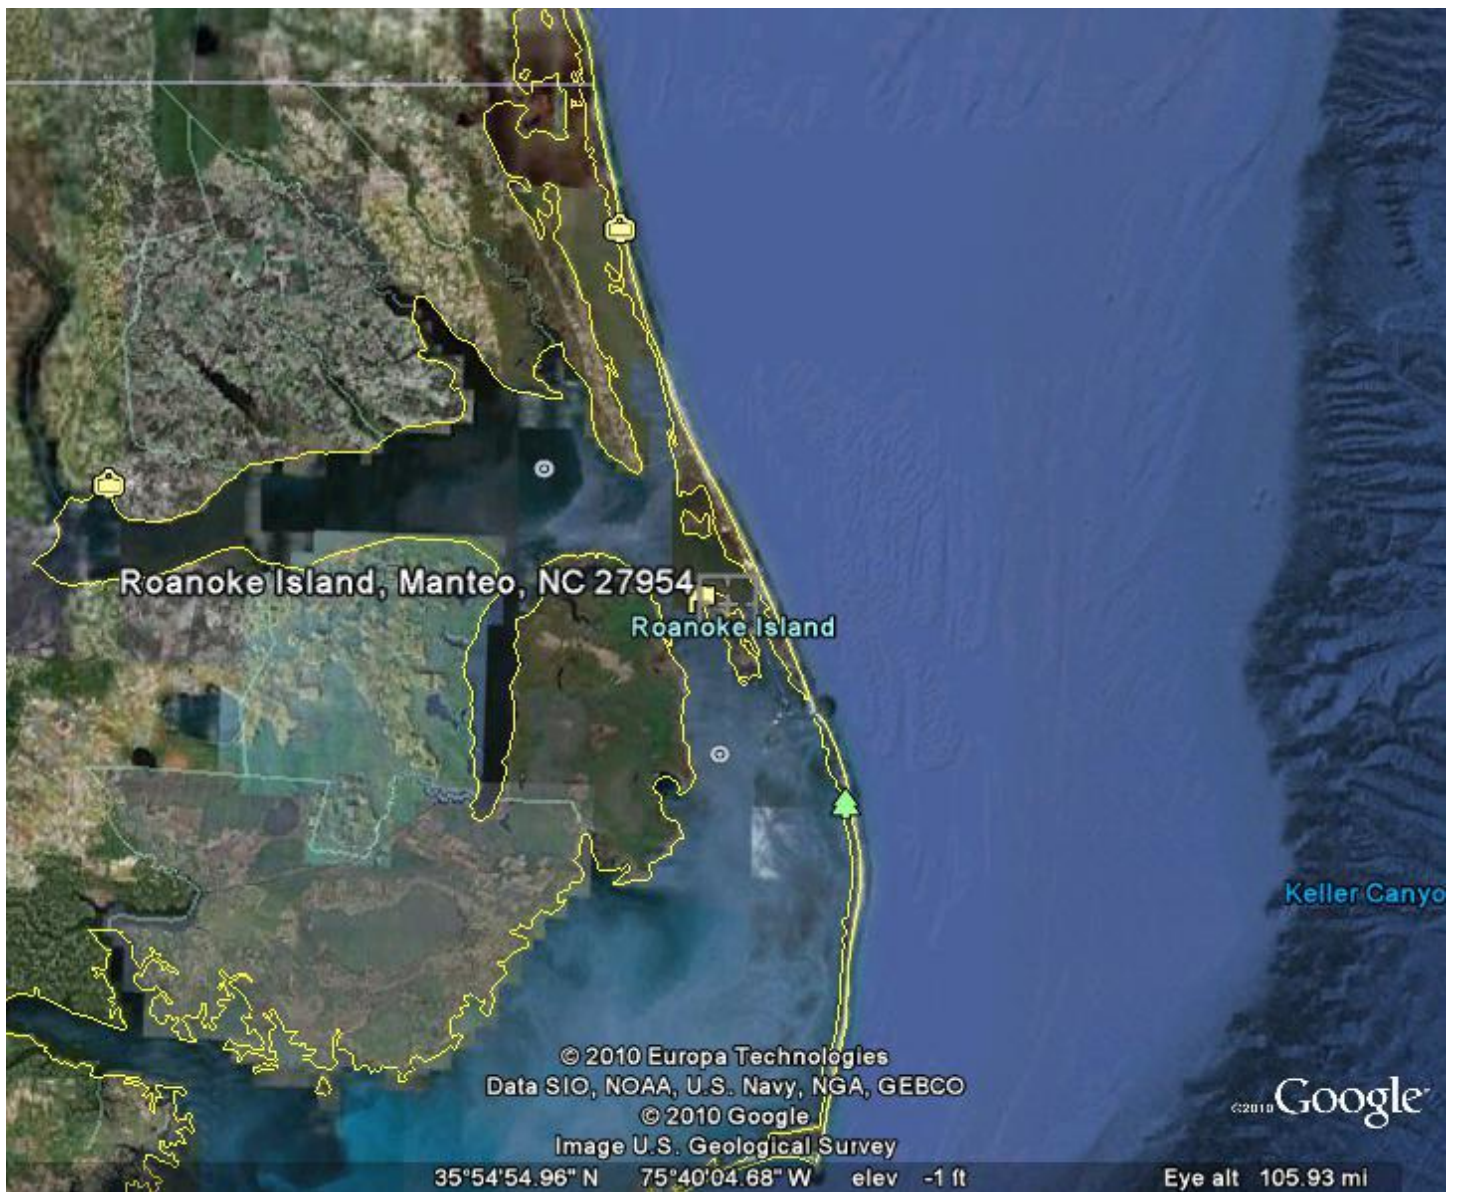 Roanoke Island, Manteo, NC 27954
Roanoke Island
Keller Canyo
© 2010 Europa Technologies
Data SIO, NOAA, U.S. Navy, NGA, GEBCO
© 2010 Google
Image U.S. Geological Survey
©2010 Google
35°54'54.96" N 75°40'04.68" W elev -1 ft Eye alt 105.93 mi